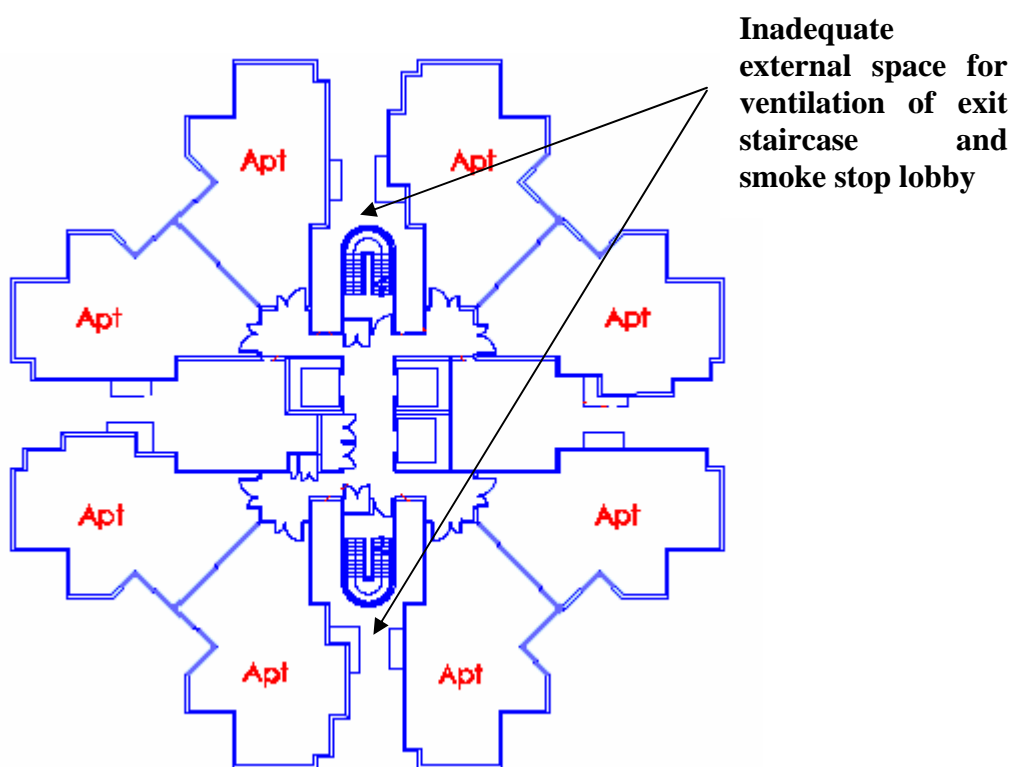 Inadequate
external space for
ventilation of exit
staircase and
smoke stop lobby
Apt
Apt
Apt
Apt
Apt
Apt
Apt
Apt